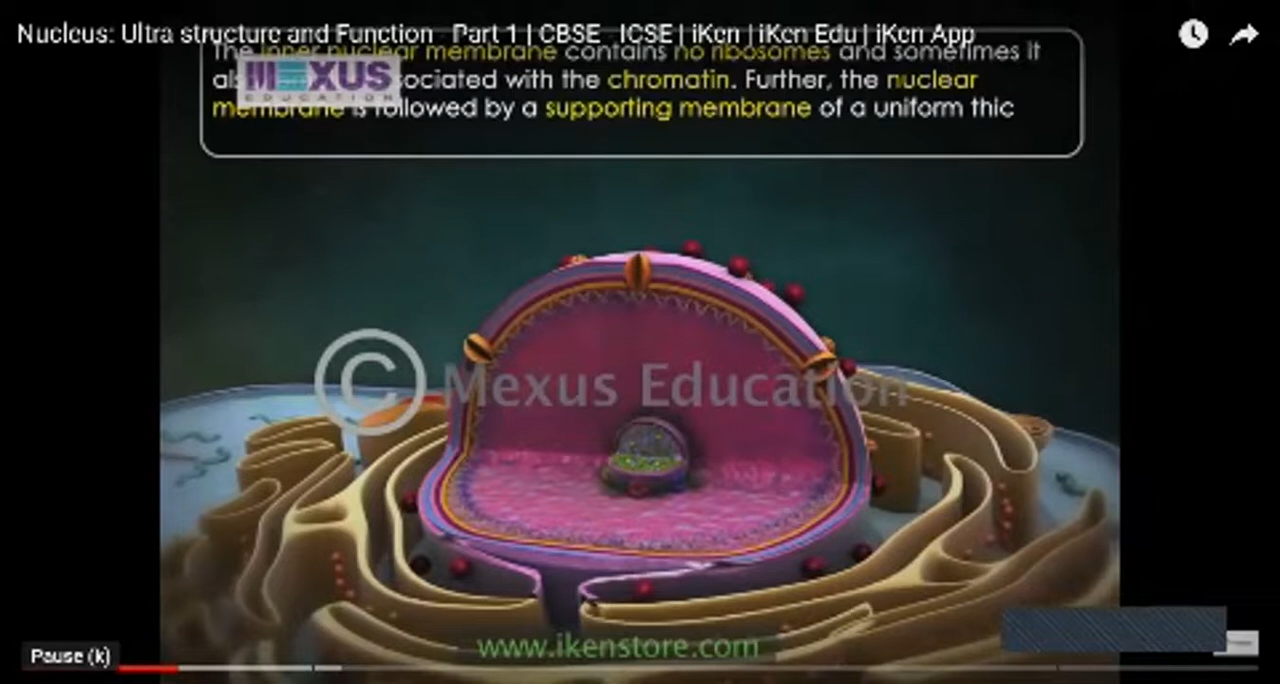 Nucleus: Ultra structure and Function - Part 1 | CBSE - ICSE | iKen | iKen Edu | iKen App
The inner nuclear membrane contains no ribosomes and sometimes it
MEXUS
EDUCATION
sociated with the chromatin. Further, the nuclear
membrane is followed by a supporting membrane of a uniform thic
© Mexus Education
www.ikenstore.com
Pause (k)